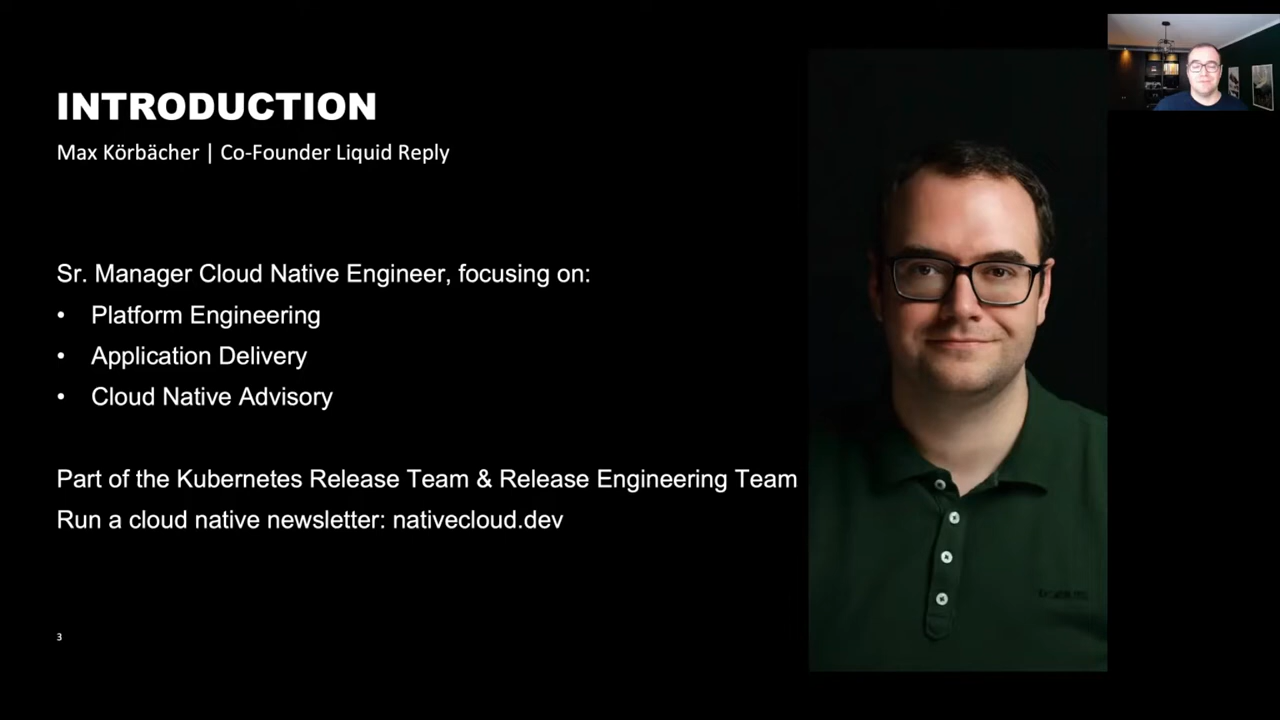 INTRODUCTION
Max Körbächer | Co-Founder Liquid Reply
Sr. Manager Cloud Native Engineer, focusing on:
• Platform Engineering
• Application Delivery
• Cloud Native Advisory
Part of the Kubernetes Release Team & Release Engineering Team
Run a cloud native newsletter: nativecloud.dev
3